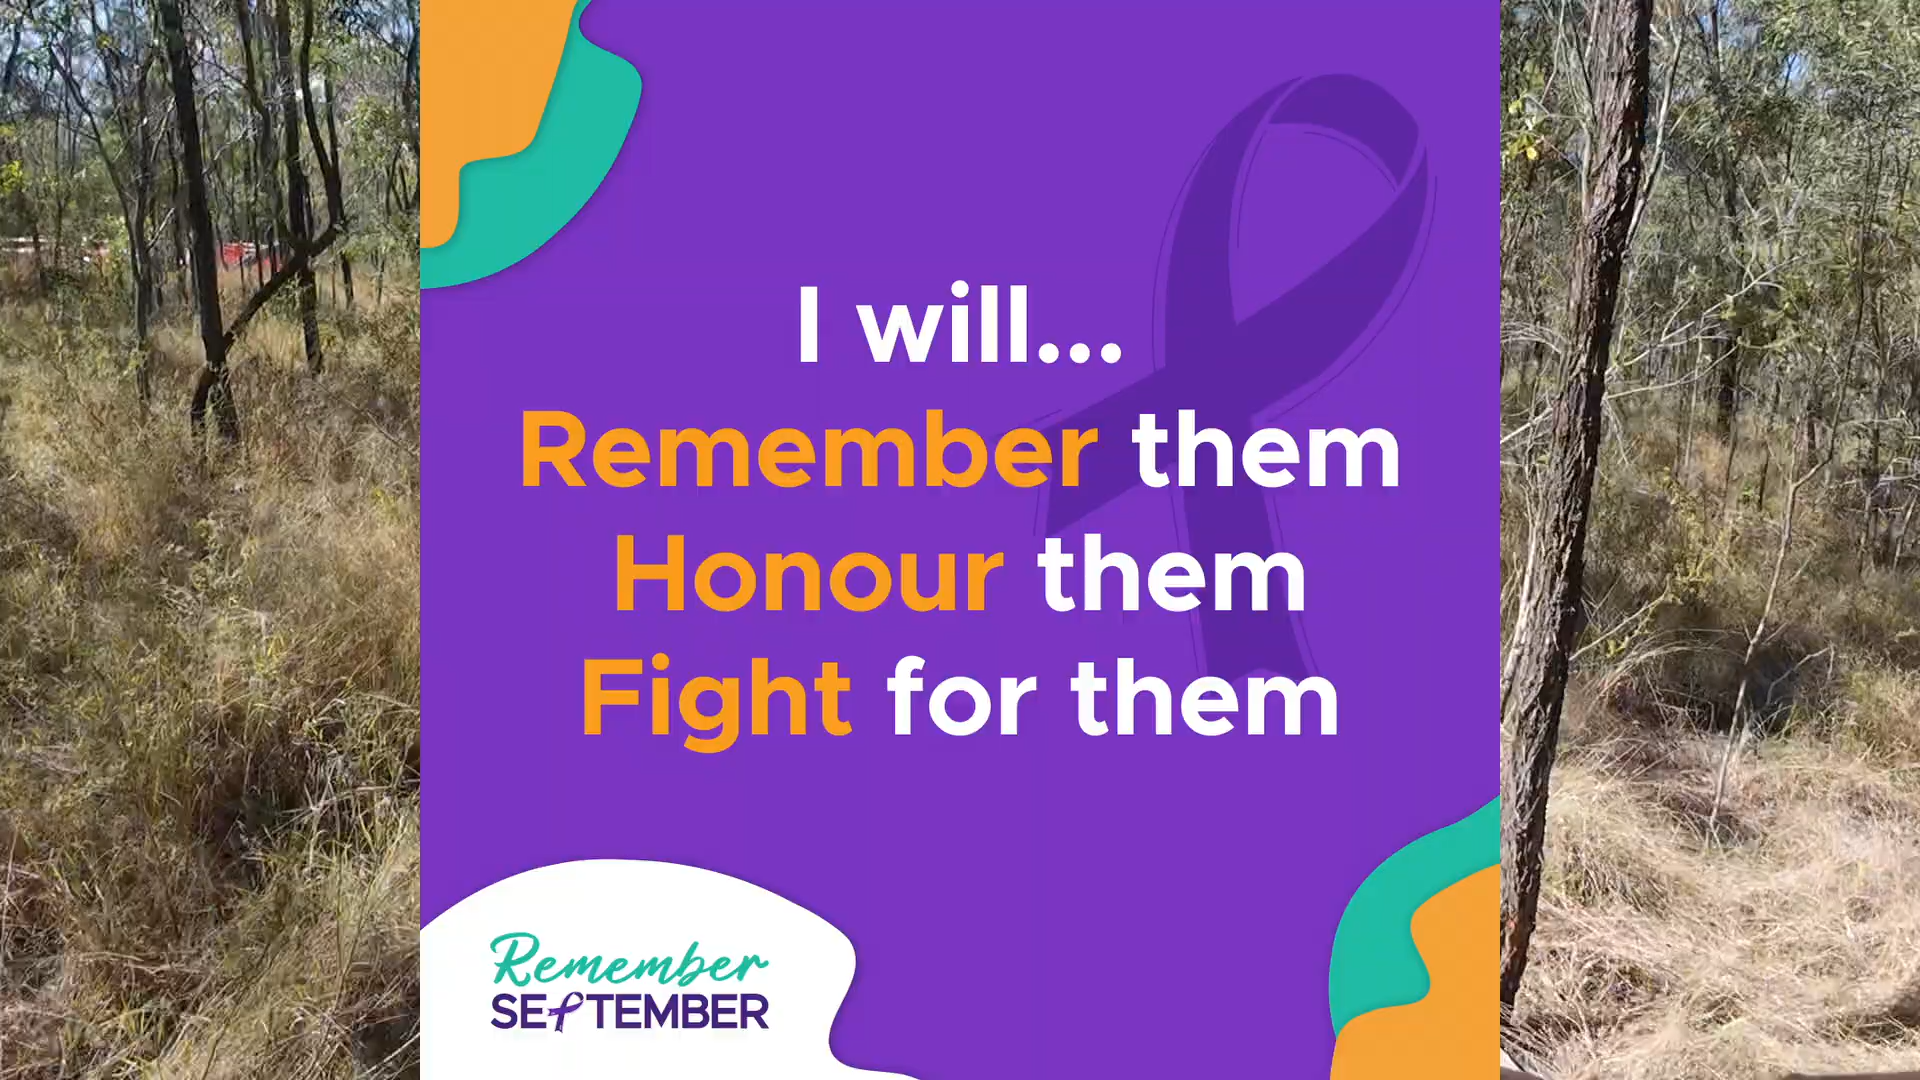 I will...
Remember them
Honour them
Fight for them
Remember
SEPTEMBER